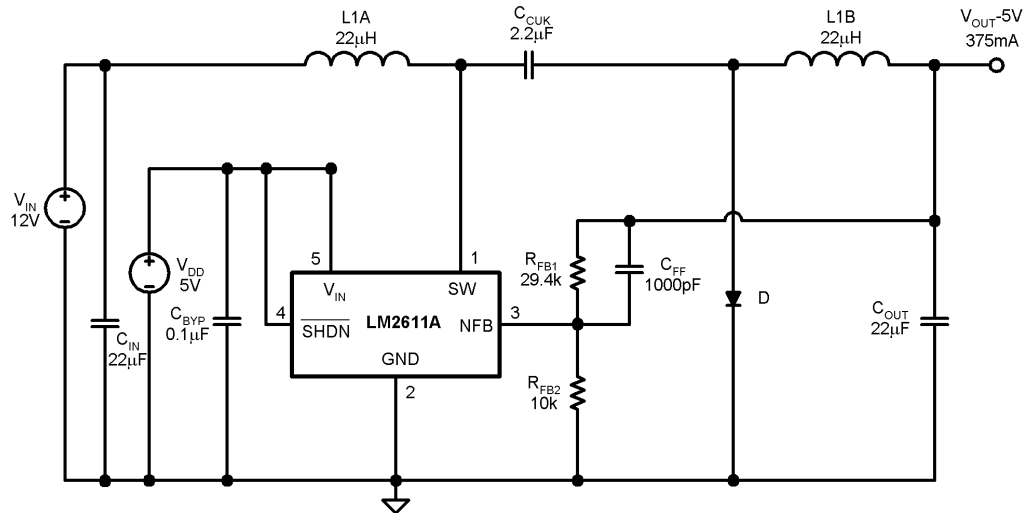 L1A
22μH
C_CUK
2.2μF
L1B
22μH
V_OUT-5V
375mA
V_IN
12V
+
-
C_IN
22μF
V_DD
5V
+
-
C_BYP
0.1μF
5
V_IN
1
SW
4
SHDN
LM2611A
NFB
3
GND
2
R_FB1
29.4k
C_FF
1000pF
D
R_FB2
10k
C_OUT
22μF